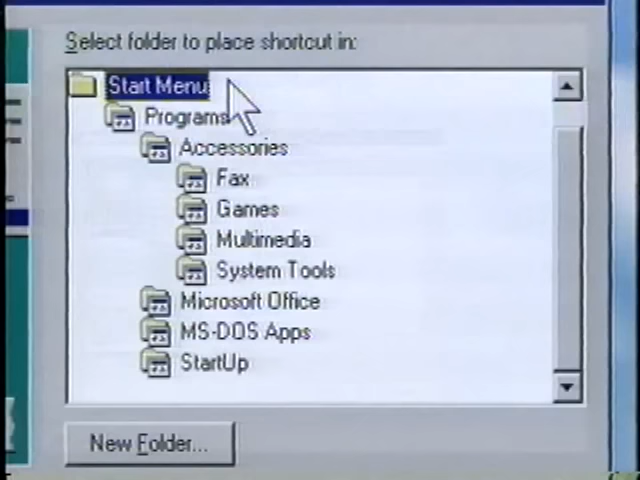 Select folder to place shortcut in:
Start Menu
Programs
Accessories
Fax
Games
Multimedia
System Tools
Microsoft Office
MS-DOS Apps
StartUp
New Folder...